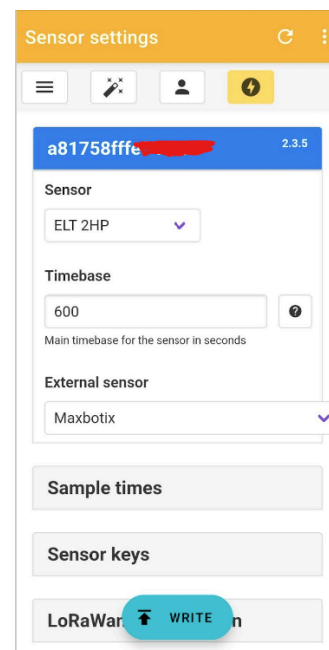 Sensor settings
a81758fffe
2.3.5
Sensor
ELT 2HP
Timebase
600
Main timebase for the sensor in seconds
External sensor
Maxbotix
Sample times
Sensor keys
LoRaWan n
WRITE